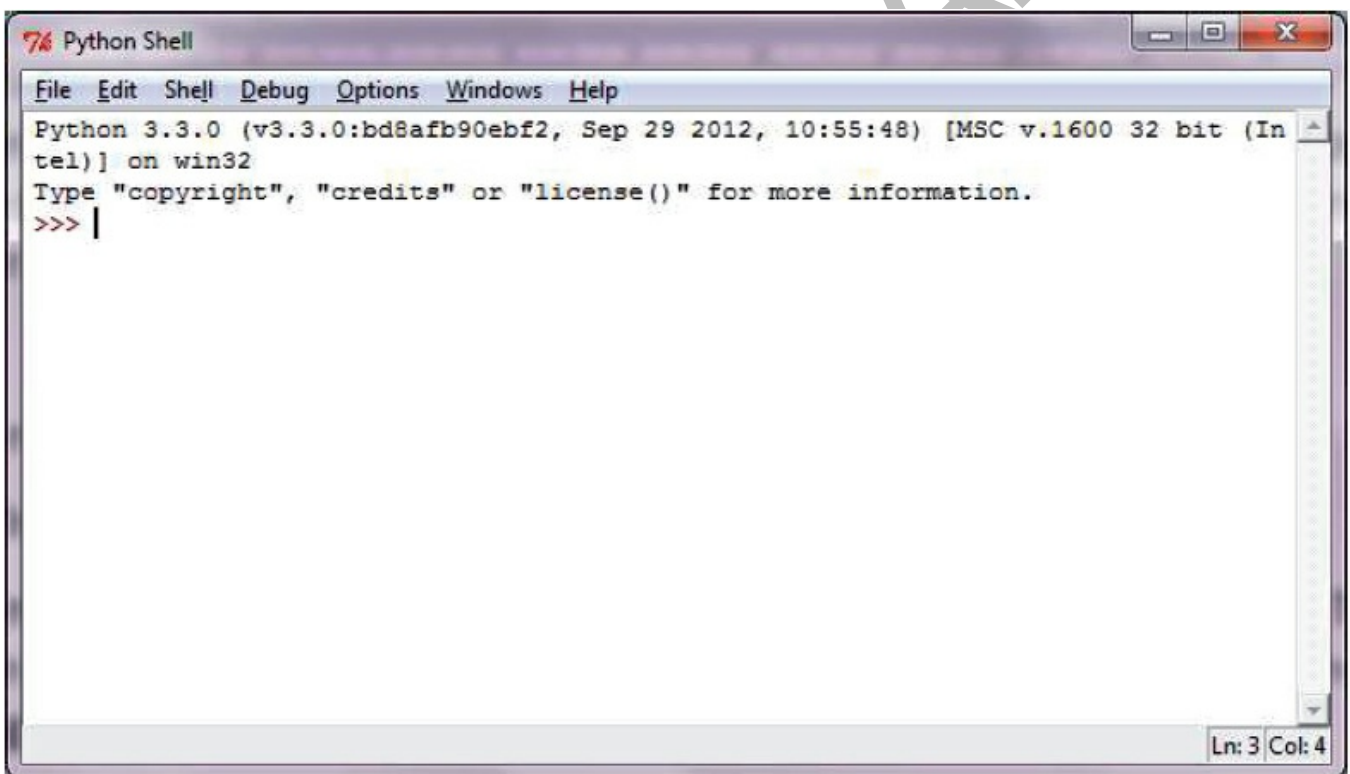 Python Shell
File Edit Shell Debug Options Windows Help
Python 3.3.0 (v3.3.0:bd8afb90ebf2, Sep 29 2012, 10:55:48) [MSC v.1600 32 bit (In
tel)] on win32
Type "copyright", "credits" or "license()" for more information.
>>>
Ln: 3 Col: 4